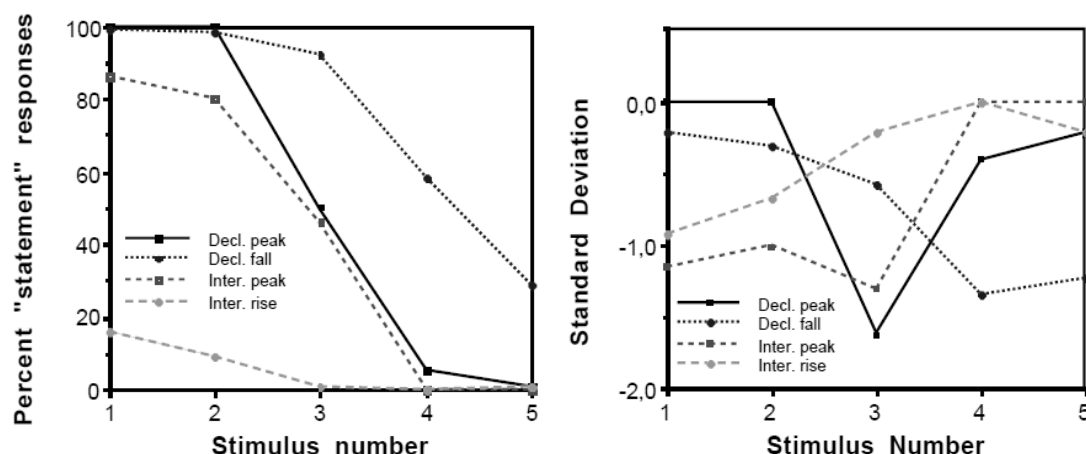 Percent "statement" responses
100
80
60
40
20
0
Decl. peak
Decl. fall
Inter. peak
Inter. rise
1 2 3 4 5
Stimulus number
Standard Deviation
0,0
-1,0
-2,0
Decl. peak
Decl. fall
Inter. peak
Inter. rise
1 2 3 4 5
Stimulus Number